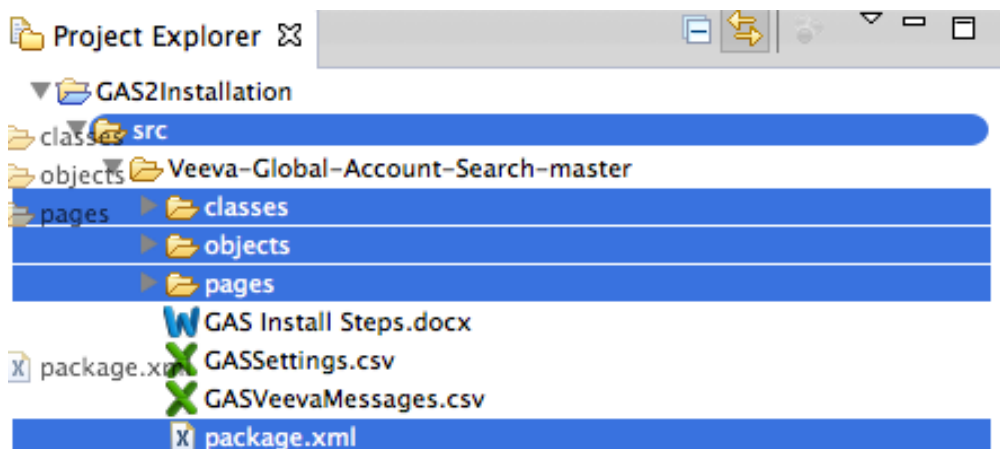 Project Explorer
GAS2Installation
src
classes
Veeva-Global-Account-Search-master
objects
classes
pages
objects
pages
GAS Install Steps.docx
GASSettings.csv
package.xml
GASVeevaMessages.csv
package.xml